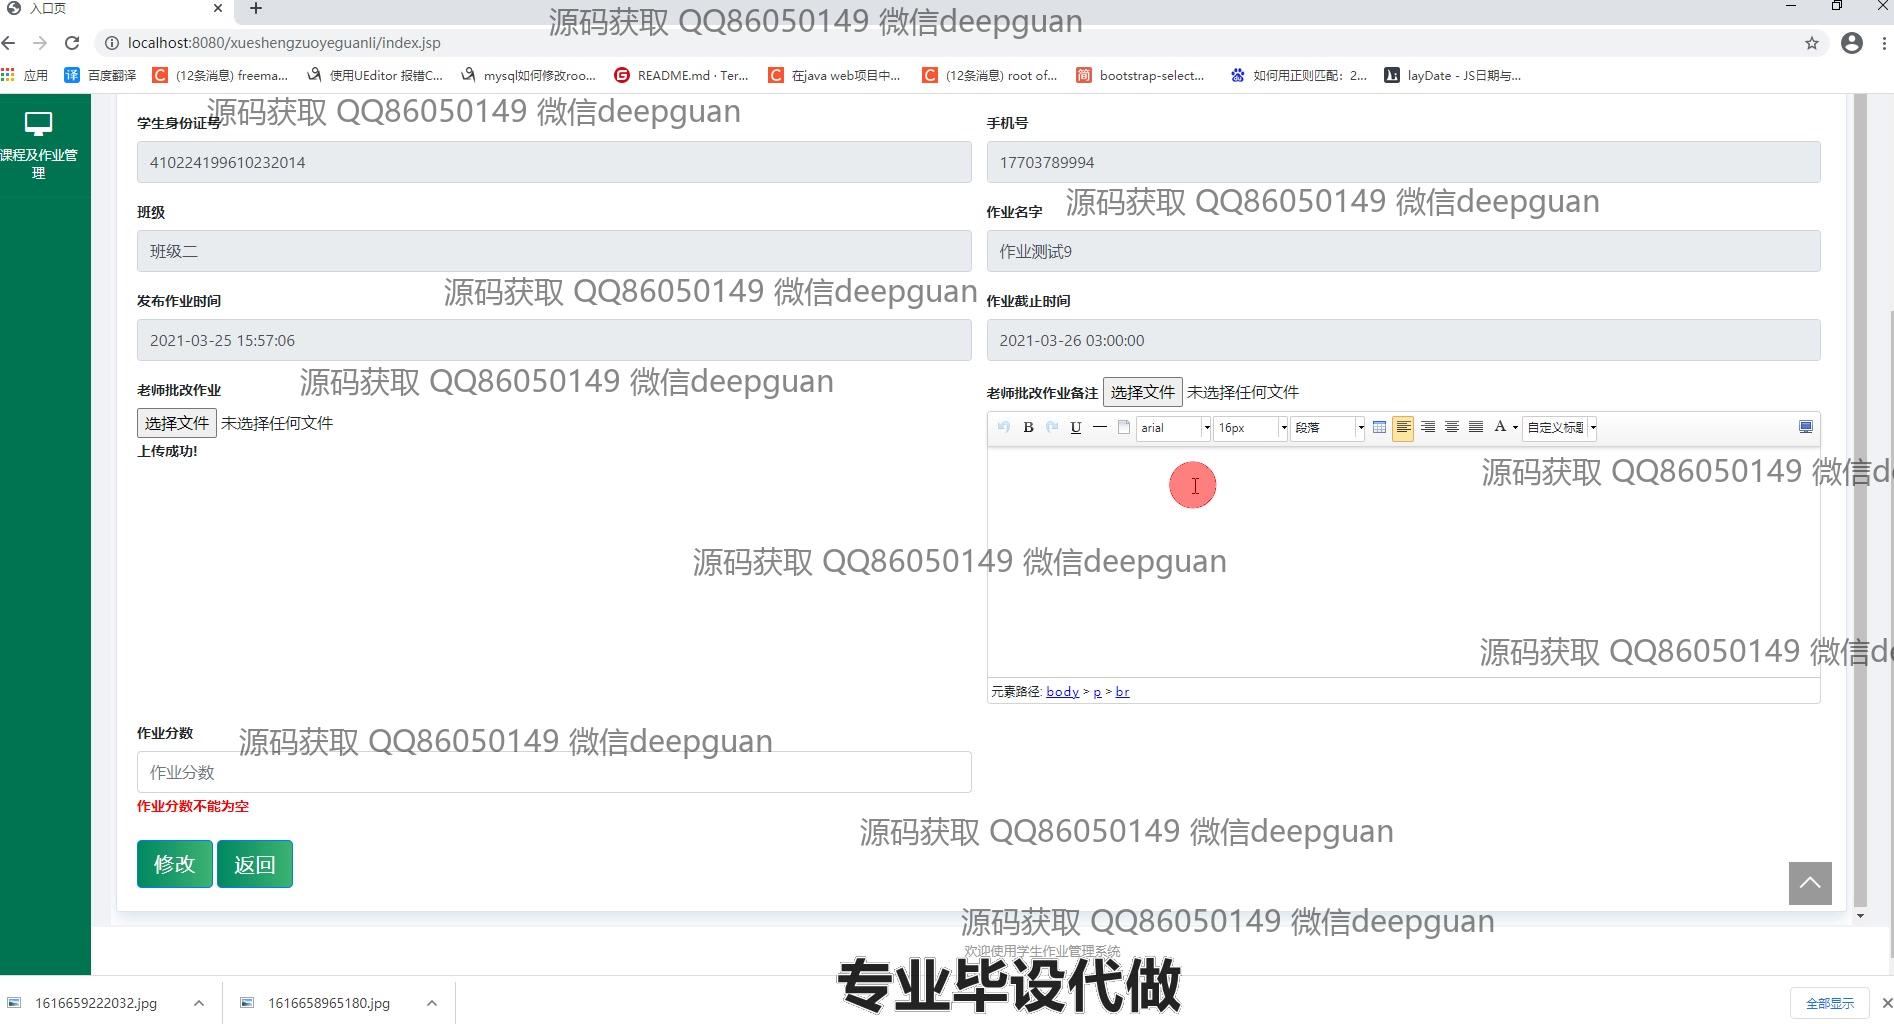 入口页
源码获取 QQ86050149 微信deepguan
localhost:8080/xueshengzuoyeguanli/index.jsp
应用 百度翻译 (12条消息) freema... 使用UEditor 报错C... mysql如何修改roo... README.md · Ter... 在java web项目中... (12条消息) root of... bootstrap-select... 如何用正则匹配：2... layDate - JS日期与...
课程及作业管
理
源码获取 QQ86050149 微信deepguan
学生身份证号 手机号
410224199610232014 17703789994
源码获取 QQ86050149 微信deepguan
班级 作业名字
班级二 作业测试9
源码获取 QQ86050149 微信deepguan
发布作业时间 作业截止时间
2021-03-25 15:57:06 2021-03-26 03:00:00
源码获取 QQ86050149 微信deepguan
老师批改作业 老师批改作业备注 选择文件 未选择任何文件
选择文件 未选择任何文件 B U arial 16px 段落 A 自定义标题
上传成功!
源码获取 QQ86050149 微信de
源码获取 QQ86050149 微信deepguan
源码获取 QQ86050149 微信de
元素路径: body > p > br
作业分数
源码获取 QQ86050149 微信deepguan
作业分数
作业分数不能为空
源码获取 QQ86050149 微信deepguan
修改 返回
源码获取 QQ86050149 微信deepguan
欢迎使用学生作业管理系统
专业毕设代做
1616659222032.jpg 1616658965180.jpg 全部显示